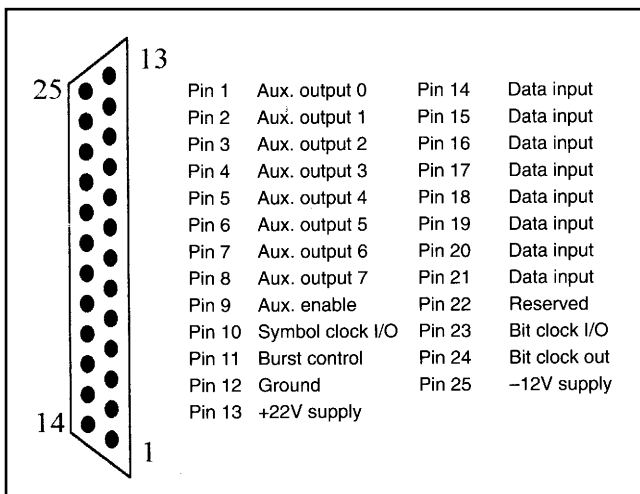 13
25
Pin 1 Aux. output 0 Pin 14 Data input
Pin 2 Aux. output 1 Pin 15 Data input
Pin 3 Aux. output 2 Pin 16 Data input
Pin 4 Aux. output 3 Pin 17 Data input
Pin 5 Aux. output 4 Pin 18 Data input
Pin 6 Aux. output 5 Pin 19 Data input
Pin 7 Aux. output 6 Pin 20 Data input
Pin 8 Aux. output 7 Pin 21 Data input
Pin 9 Aux. enable Pin 22 Reserved
Pin 10 Symbol clock I/O Pin 23 Bit clock I/O
Pin 11 Burst control Pin 24 Bit clock out
Pin 12 Ground Pin 25 –12V supply
Pin 13 +22V supply
14
1